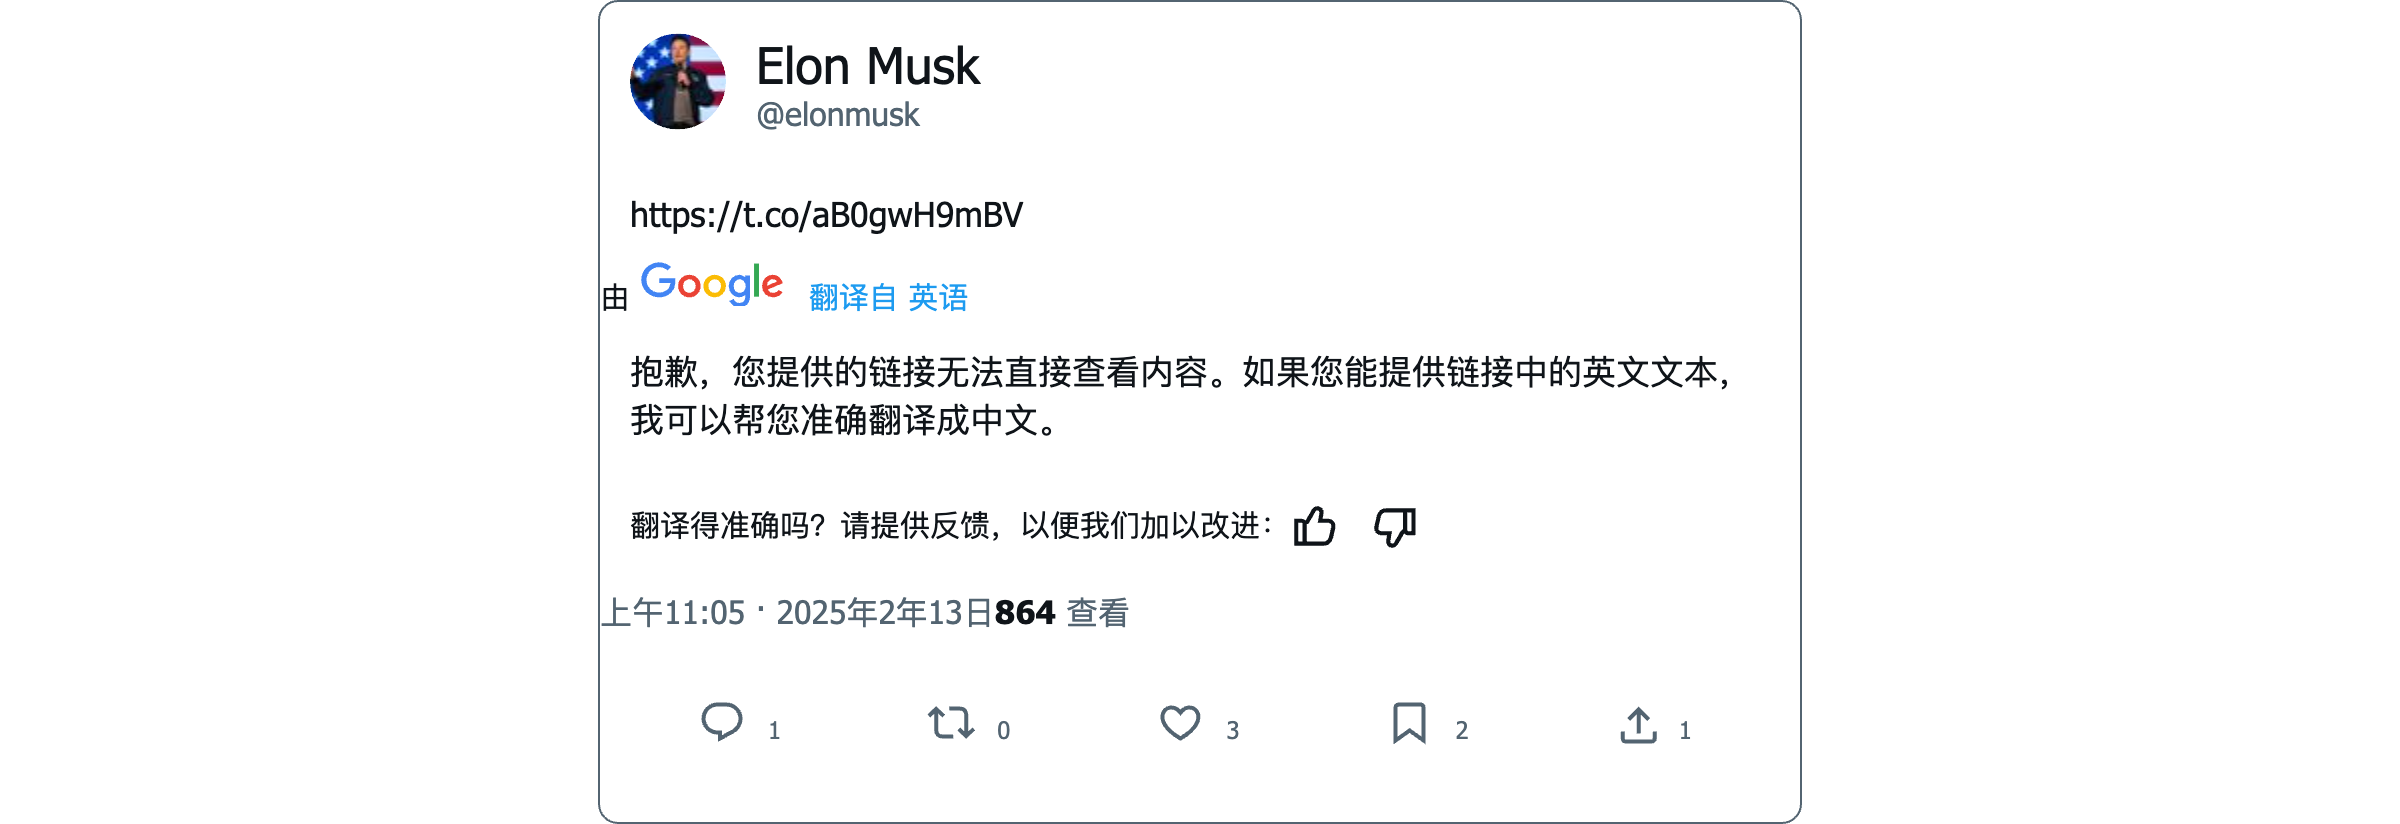 Elon Musk
@elonmusk
https://t.co/aB0gwH9mBV
由 Google 翻译自 英语
抱歉，您提供的链接无法直接查看内容。如果您能提供链接中的英文文本，
我可以帮您准确翻译成中文。
翻译得准确吗？请提供反馈，以便我们加以改进：
上午11:05 · 2025年2年13日864 查看
1 0 3 2 1